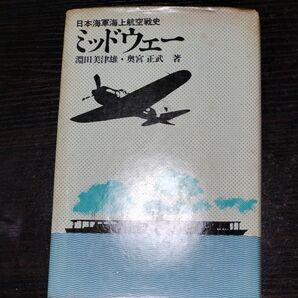 日本海軍海上航空戦史
ミッドウェー
淵田美津雄・奥宮正武 著